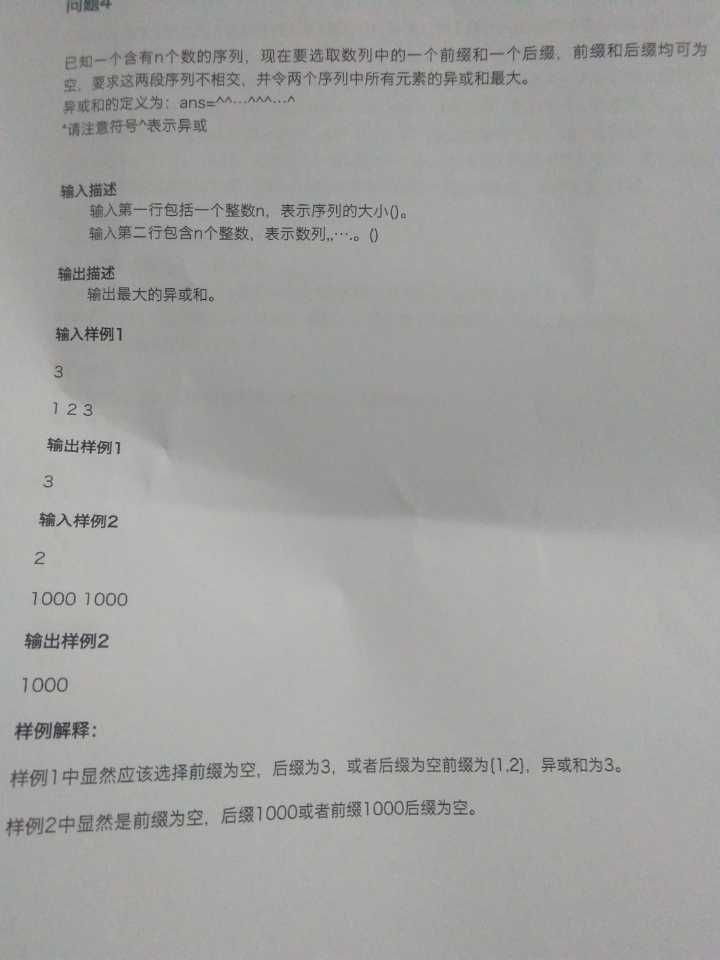 问题4
已知一个含有n个数的序列，现在要选取数列中的一个前缀和一个后缀，前缀和后缀均可为
空，要求这两段序列不相交，并令两个序列中所有元素的异或和最大。
异或和的定义为：ans=^^…^^^…^
*请注意符号^表示异或
输入描述
输入第一行包括一个整数n，表示序列的大小()。
输入第二行包含n个整数，表示数列,,…。()
输出描述
输出最大的异或和。
输入样例1
3
1 2 3
输出样例1
3
输入样例2
2
1000 1000
输出样例2
1000
样例解释：
样例1中显然应该选择前缀为空，后缀为3，或者后缀为空前缀为{1,2}，异或和为3。
样例2中显然是前缀为空，后缀1000或者前缀1000后缀为空。